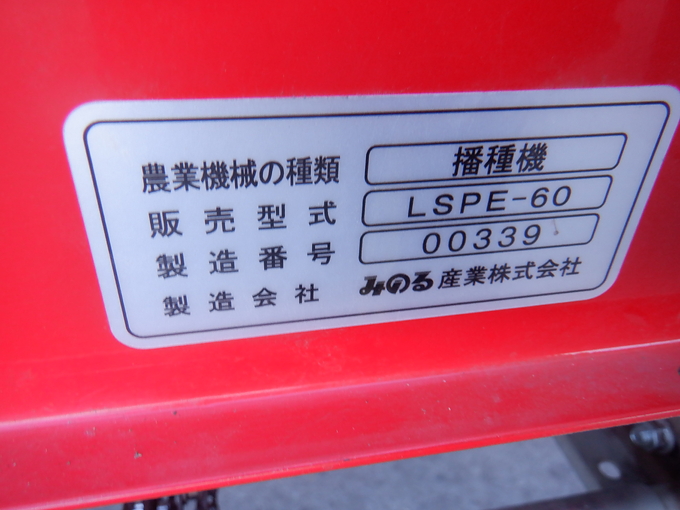 農業機械の種類 播種機
販売型式 LSPE-60
製造番号 00339
製造会社 みのる産業株式会社